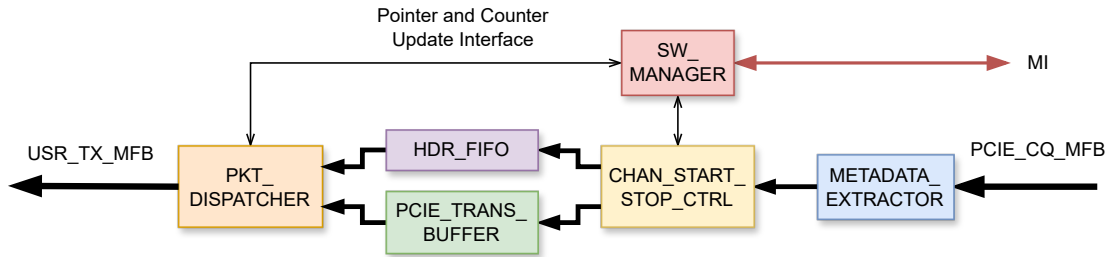 Pointer and Counter
Update Interface
SW_
MANAGER
MI
USR_TX_MFB
PKT_
DISPATCHER
HDR_FIFO
PCIE_TRANS_
BUFFER
CHAN_START_
STOP_CTRL
METADATA_
EXTRACTOR
PCIE_CQ_MFB